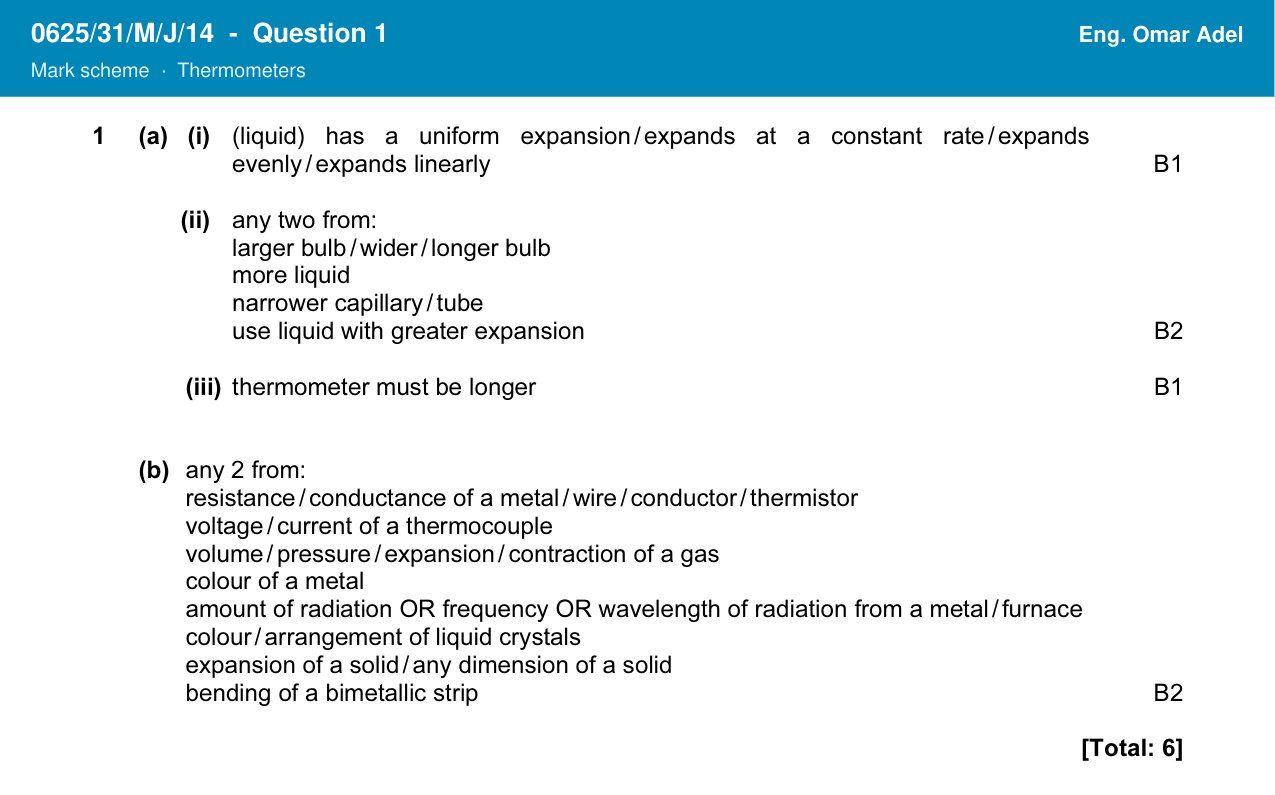 0625/31/M/J/14 - Question 1
Eng. Omar Adel
Mark scheme · Thermometers
1 (a) (i) (liquid) has a uniform expansion/expands at a constant rate/expands
evenly/expands linearly B1
(ii) any two from:
larger bulb/wider/longer bulb
more liquid
narrower capillary/tube
use liquid with greater expansion B2
(iii) thermometer must be longer B1
(b) any 2 from:
resistance/conductance of a metal/wire/conductor/thermistor
voltage/current of a thermocouple
volume/pressure/expansion/contraction of a gas
colour of a metal
amount of radiation OR frequency OR wavelength of radiation from a metal/furnace
colour/arrangement of liquid crystals
expansion of a solid/any dimension of a solid
bending of a bimetallic strip B2
[Total: 6]